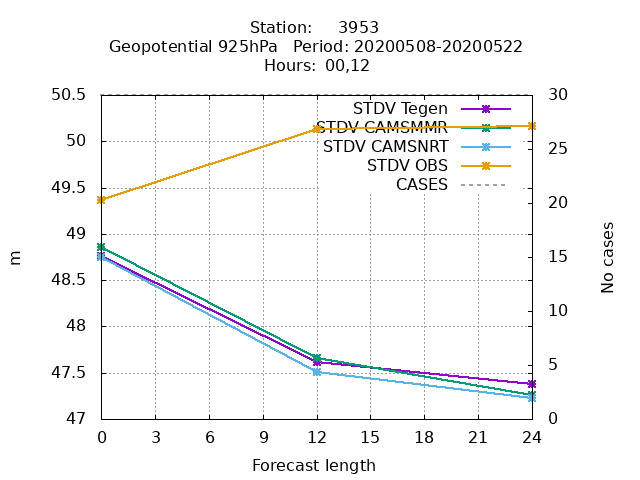 Station: 3953
Geopotential 925hPa Period: 20200508-20200522
Hours: 00,12
50.5
50
49.5
49
48.5
48
47.5
47
30
25
20
15
10
5
0
STDV Tegen
STDV CAMSMMR
STDV CAMSNRT
STDV OBS
CASES
m
No cases
0 3 6 9 12 15 18 21 24
Forecast length